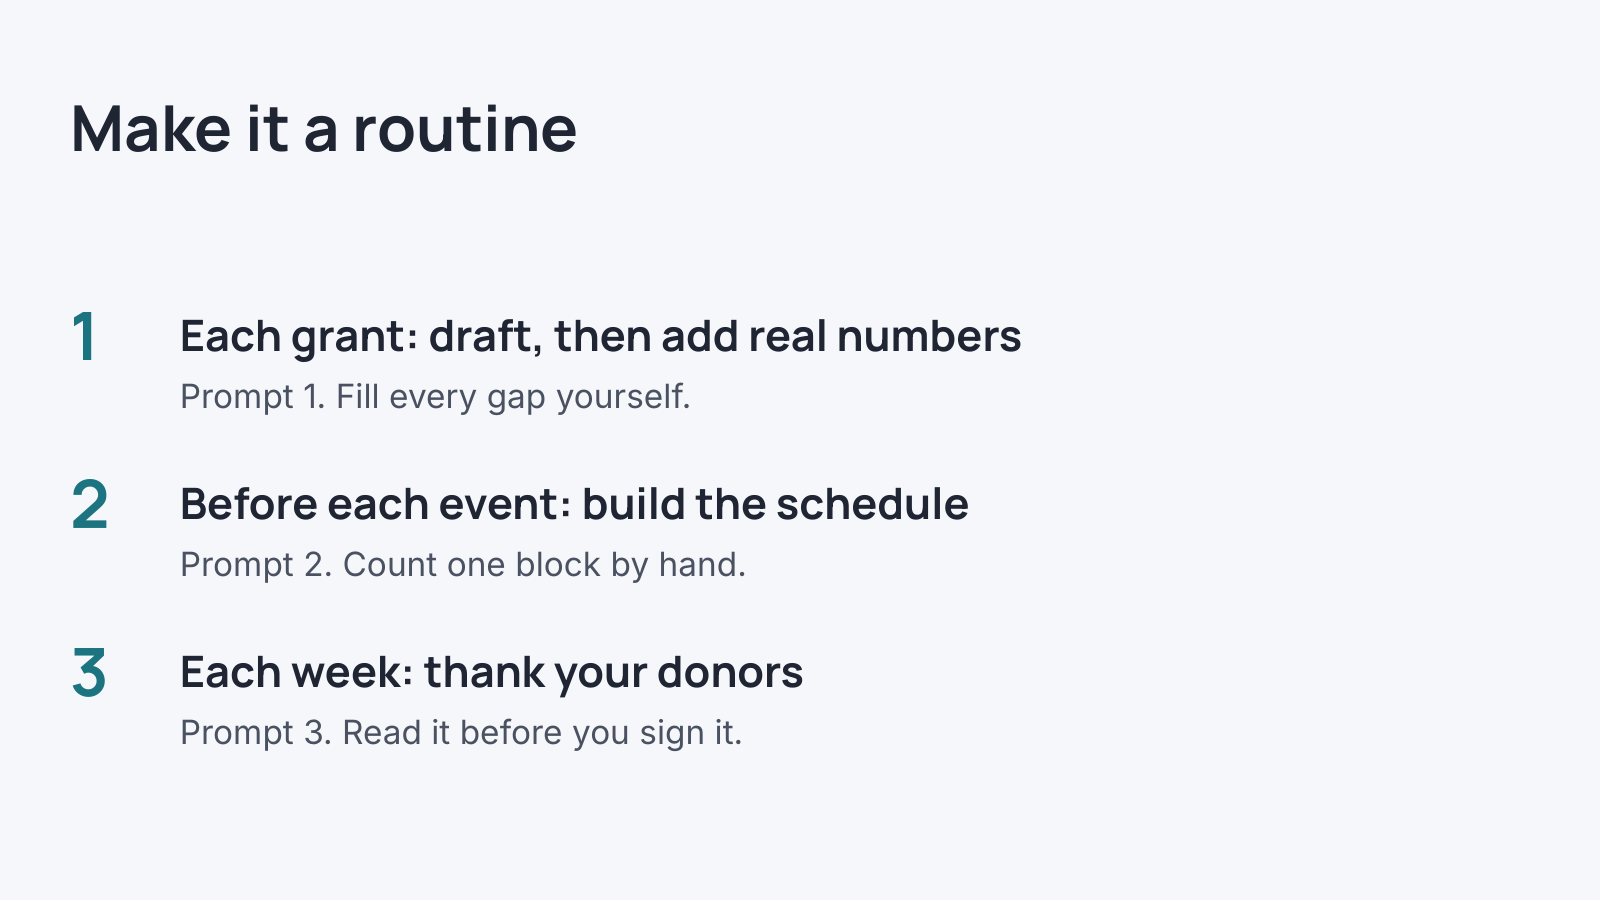 Make it a routine
1
Each grant: draft, then add real numbers
Prompt 1. Fill every gap yourself.
2
Before each event: build the schedule
Prompt 2. Count one block by hand.
3
Each week: thank your donors
Prompt 3. Read it before you sign it.